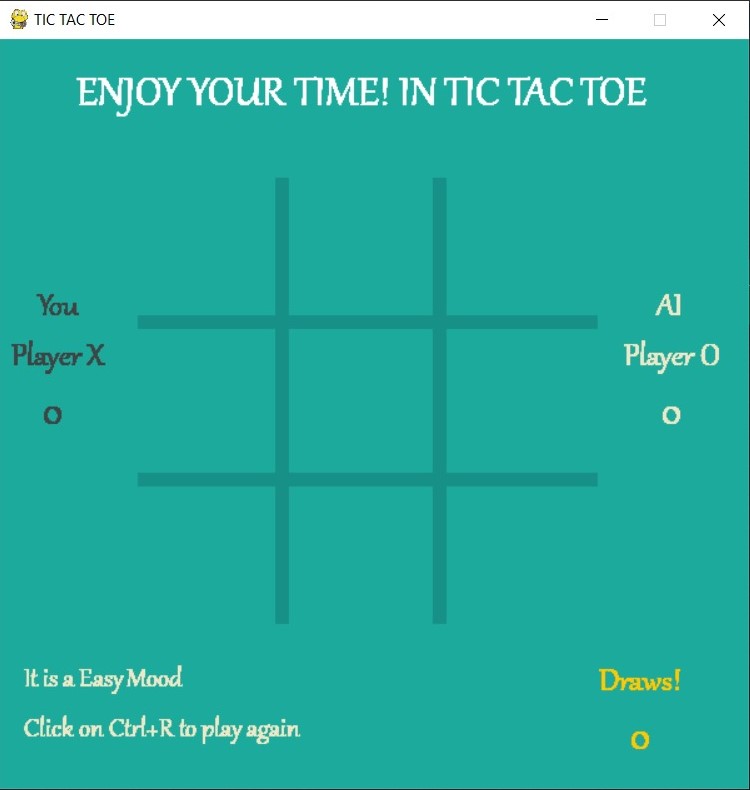 TIC TAC TOE
ENJOY YOUR TIME! IN TIC TAC TOE
You
Player X
0
AI
Player O
0
It is a Easy Mood
Click on Ctrl+R to play again
Draws!
0